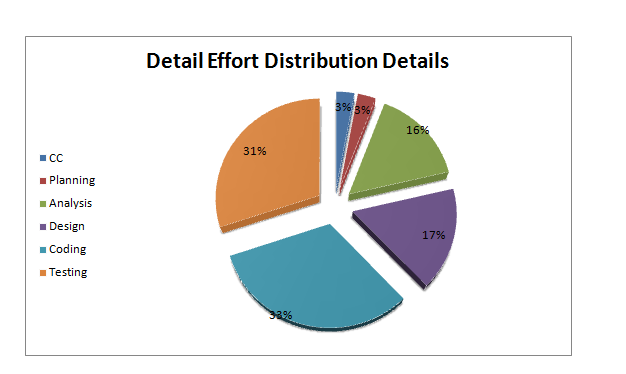 Detail Effort Distribution Details
CC
Planning
Analysis
Design
Coding
Testing
3%
3%
16%
17%
33%
31%